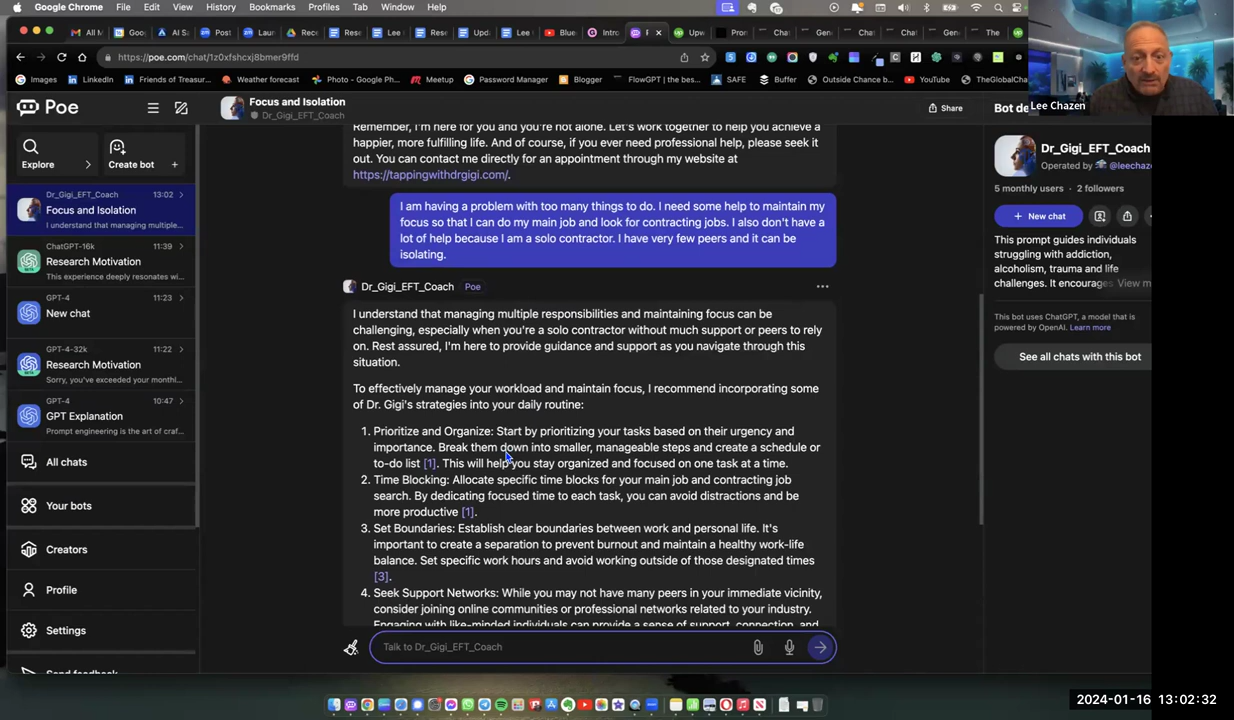 Google Chrome File Edit View History Bookmarks Profiles Tab Window Help
https://poe.com/chat/1z0xfshcxj8bmer9fed
Images LinkedIn Friends of Treasur... Weather forecast Photo - Google Ph... Meetup Password Manager Blogger FlowGPT | the bes... SAFE Buffer Outside Chance b... YouTube TheGlobalCha
Lee Chazen
Poe
Explore
Create bot
Dr_Gigi_EFT_Coach 13:02
Focus and Isolation
I understand that managing multiple...
ChatGPT-16k 11:39
Research Motivation
This experience deeply resonates wi...
GPT-4 11:23
New chat
GPT-4-32k 11:22
Research Motivation
Sorry, you've exceeded your monthl...
GPT-4 10:47
GPT Explanation
Prompt engineering is the art of craf...
All chats
Your bots
Creators
Profile
Settings
Send feedback
Focus and Isolation
Dr_Gigi_EFT_Coach
Share
Remember, I'm here for you and you're not alone. Let's work together to help you achieve a
happier, more fulfilling life. And of course, if you ever need professional help, please seek it
out. You can contact me directly for an appointment through my website at
https://tappingwithdrgigi.com/.
I am having a problem with too many things to do. I need some help to maintain my
focus so that I can do my main job and look for contracting jobs. I also don't have a
lot of help because I am a solo contractor. I have very few peers and it can be
isolating.
Dr_Gigi_EFT_Coach Poe
I understand that managing multiple responsibilities and maintaining focus can be
challenging, especially when you're a solo contractor without much support or peers to rely
on. Rest assured, I'm here to provide guidance and support as you navigate through this
situation.
To effectively manage your workload and maintain focus, I recommend incorporating some
of Dr. Gigi's strategies into your daily routine:
1. Prioritize and Organize: Start by prioritizing your tasks based on their urgency and
importance. Break them down into smaller, manageable steps and create a schedule or
to-do list [1]. This will help you stay organized and focused on one task at a time.
2. Time Blocking: Allocate specific time blocks for your main job and contracting job
search. By dedicating focused time to each task, you can avoid distractions and be
more productive [1].
3. Set Boundaries: Establish clear boundaries between work and personal life. It's
important to create a separation to prevent burnout and maintain a healthy work-life
balance. Set specific work hours and avoid working outside of those designated times
[3].
4. Seek Support Networks: While you may not have many peers in your immediate vicinity,
consider joining online communities or professional networks related to your industry.
Engaging with like-minded individuals can provide a sense of support, connection, and
Talk to Dr_Gigi_EFT_Coach
Bot de
Dr_Gigi_EFT_Coach
Operated by @leechaze
5 monthly users · 2 followers
New chat
This prompt guides individuals
struggling with addiction,
alcoholism, trauma and life
challenges. It encourages View m
This bot uses ChatGPT, a model that is
powered by OpenAI. Learn more
See all chats with this bot
2024-01-16 13:02:32